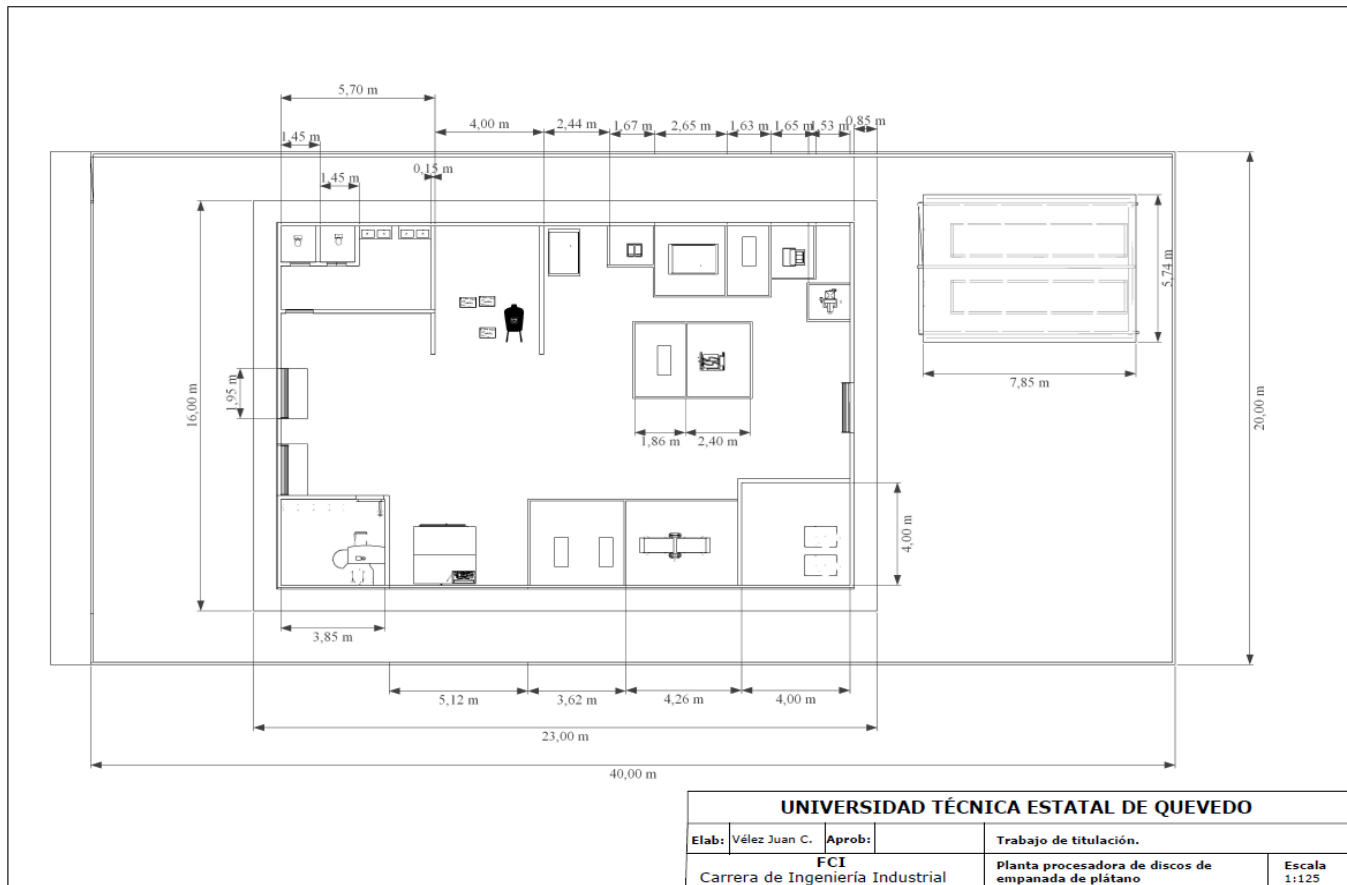 5,70 m
0,85 m
4,00 m
2,44 m
1,67 m
2,65 m
1,63 m
1,65 m
1,53 m
1,45 m
0,15 m
1,45 m
5,74 m
1,95 m
16,00 m
7,85 m
20,00 m
1,86 m
2,40 m
4,00 m
3,85 m
5,12 m
3,62 m
4,26 m
4,00 m
23,00 m
40,00 m
UNIVERSIDAD TÉCNICA ESTATAL DE QUEVEDO
Elab: Vélez Juan C. Aprob: Trabajo de titulación.
FCI
Carrera de Ingeniería Industrial
Planta procesadora de discos de
empanada de plátano
Escala
1:125